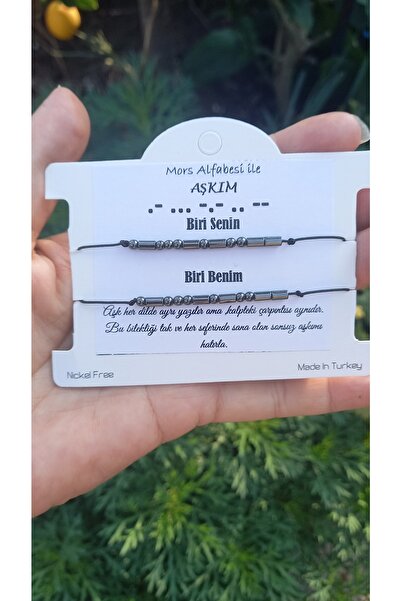 Mors Alfabesi ile
AŞKIM
.- ... -.- .. --
Biri Senin
Biri Benim
Aşk her dilde ayrı yazılır ama ,kalpteki çarpıntısı aynıdır.
Bu bilekliği tak ve her seferinde sana olan sonsuz aşkımı
hatırla.
Nickel Free
Made In Turkey